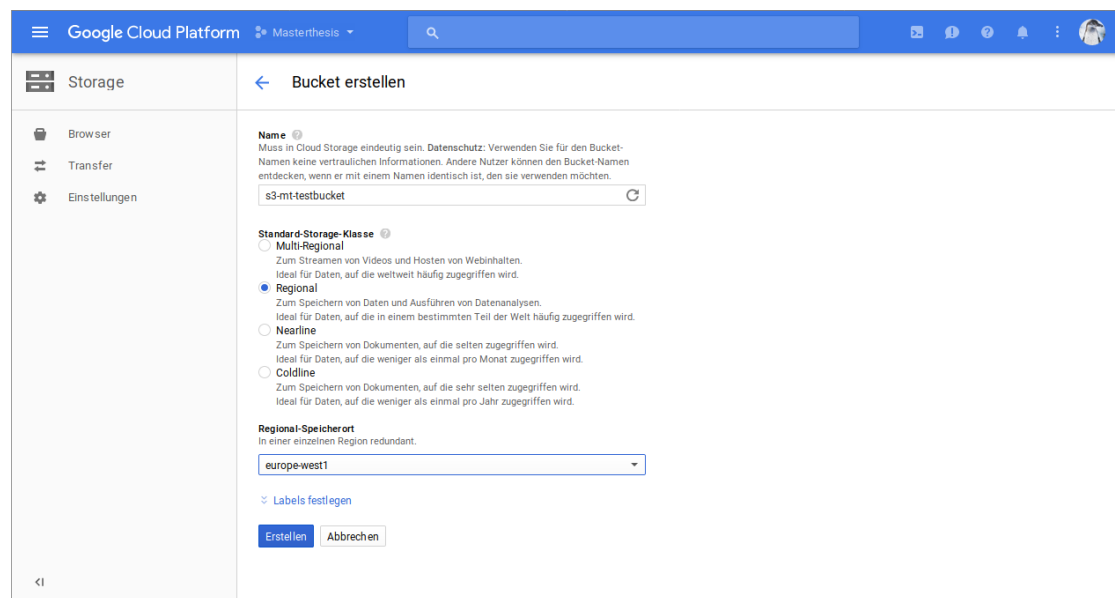 Google Cloud Platform Masterthesis
Storage
Bucket erstellen
Browser
Transfer
Einstellungen
Name
Muss in Cloud Storage eindeutig sein. Datenschutz: Verwenden Sie für den Bucket-
Namen keine vertraulichen Informationen. Andere Nutzer können den Bucket-Namen
entdecken, wenn er mit einem Namen identisch ist, den sie verwenden möchten.
s3-mt-testbucket
Standard-Storage-Klasse
Multi-Regional
Zum Streamen von Videos und Hosten von Webinhalten.
Ideal für Daten, auf die weltweit häufig zugegriffen wird.
Regional
Zum Speichern von Daten und Ausführen von Datenanalysen.
Ideal für Daten, auf die in einem bestimmten Teil der Welt häufig zugegriffen wird.
Nearline
Zum Speichern von Dokumenten, auf die selten zugegriffen wird.
Ideal für Daten, auf die weniger als einmal pro Monat zugegriffen wird.
Coldline
Zum Speichern von Dokumenten, auf die sehr selten zugegriffen wird.
Ideal für Daten, auf die weniger als einmal pro Jahr zugegriffen wird.
Regional-Speicherort
In einer einzelnen Region redundant.
europe-west1
Labels festlegen
Erstellen Abbrechen